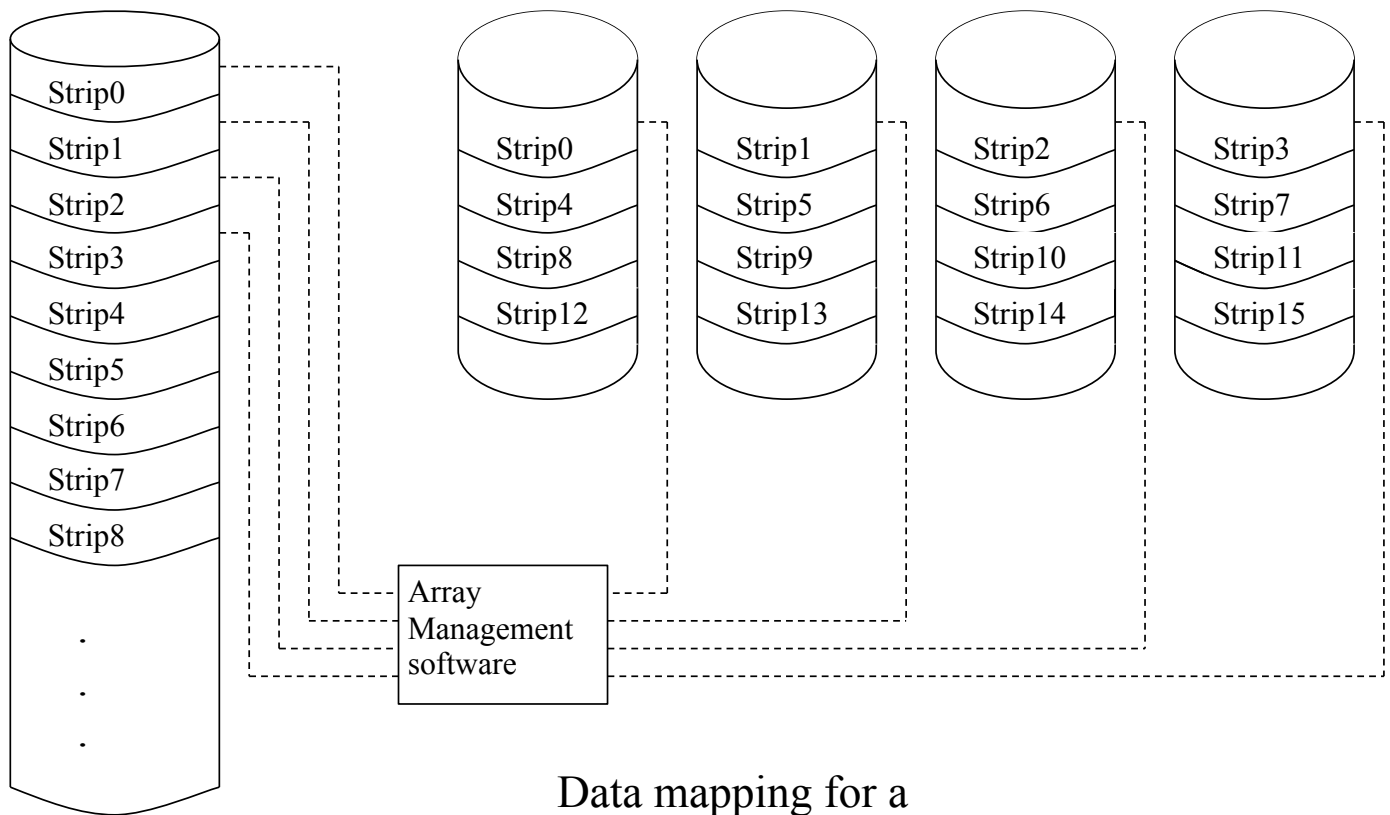 Strip0
Strip1
Strip2
Strip3
Strip4
Strip5
Strip6
Strip7
Strip8
.
.
.
Strip0 Strip1 Strip2 Strip3
Strip4 Strip5 Strip6 Strip7
Strip8 Strip9 Strip10 Strip11
Strip12 Strip13 Strip14 Strip15
Array
Management
software
Data mapping for a